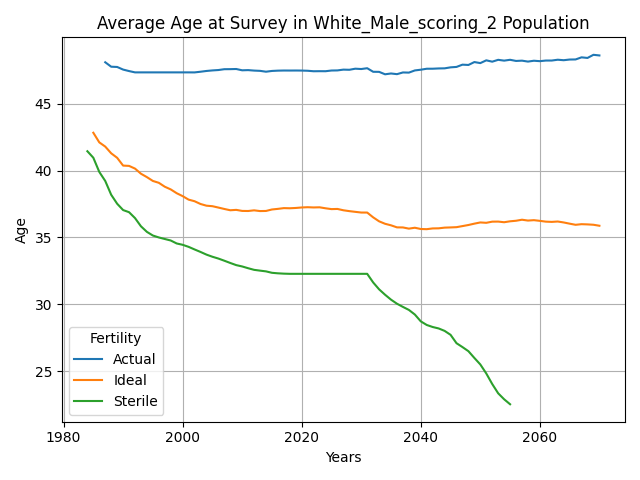 Average Age at Survey in White_Male_scoring_2 Population
Age
45
40
35
30
25
Fertility
Actual
Ideal
Sterile
1980
2000
2020
2040
2060
Years